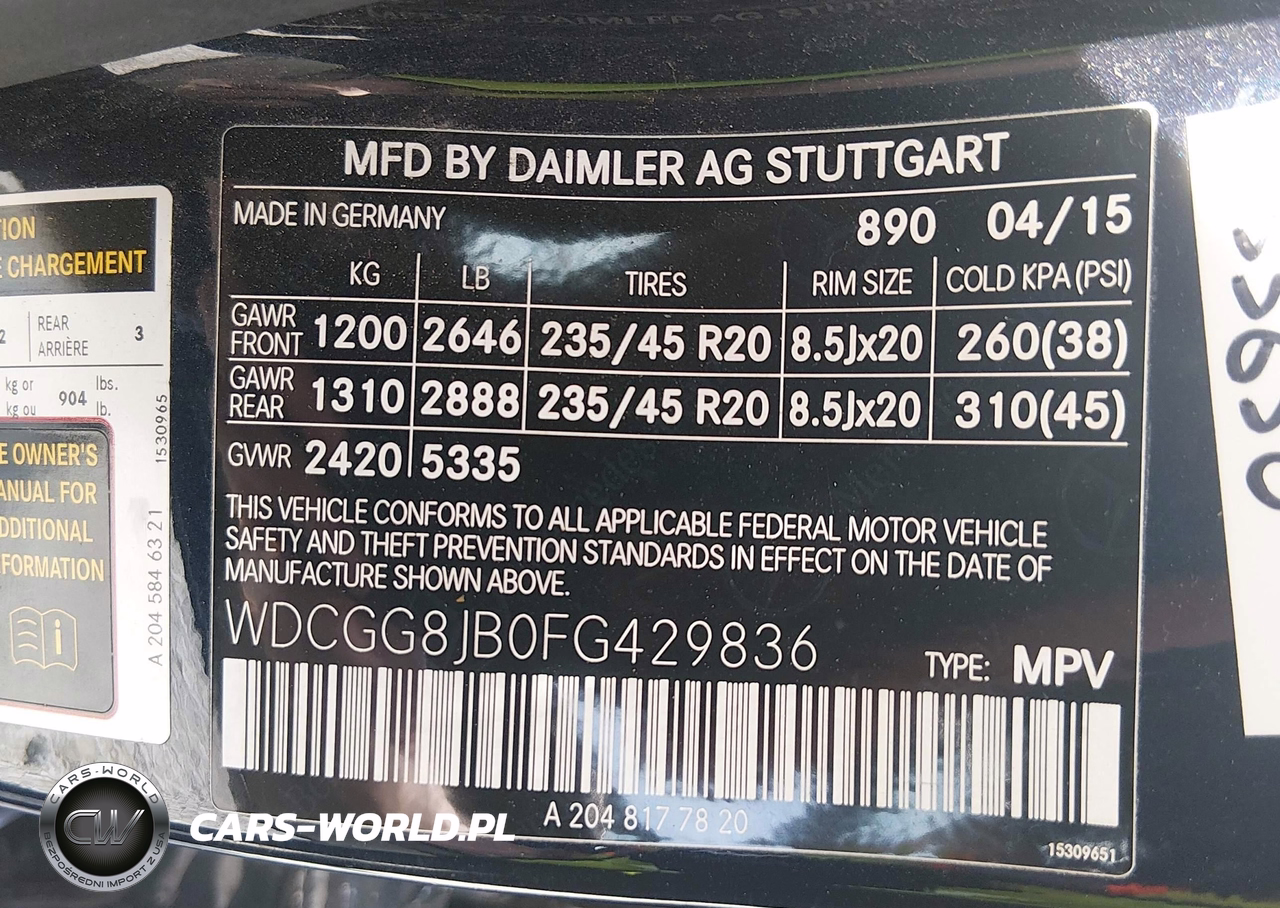 MFD BY DAIMLER AG STUTTGART
MADE IN GERMANY 890 04/15
KG LB TIRES RIM SIZE COLD KPA (PSI)
GAWR FRONT 1200 2646 235/45 R20 8.5Jx20 260(38)
GAWR REAR 1310 2888 235/45 R20 8.5Jx20 310(45)
GVWR 2420 5335
THIS VEHICLE CONFORMS TO ALL APPLICABLE FEDERAL MOTOR VEHICLE
SAFETY AND THEFT PREVENTION STANDARDS IN EFFECT ON THE DATE OF
MANUFACTURE SHOWN ABOVE.
WDCGG8JB0FG429836
TYPE: MPV
A 204 817 78 20
15309651
TION
E CHARGEMENT
2 REAR 3
ARRIÈRE
kg or 904 lbs.
kg ou lb.
1530965
E OWNER'S
ANUAL FOR
DDITIONAL
FORMATION
A 204 584 63 21
CARS-WORLD
CW
BEZPOŚREDNI IMPORT Z USA
CARS-WORLD.PL